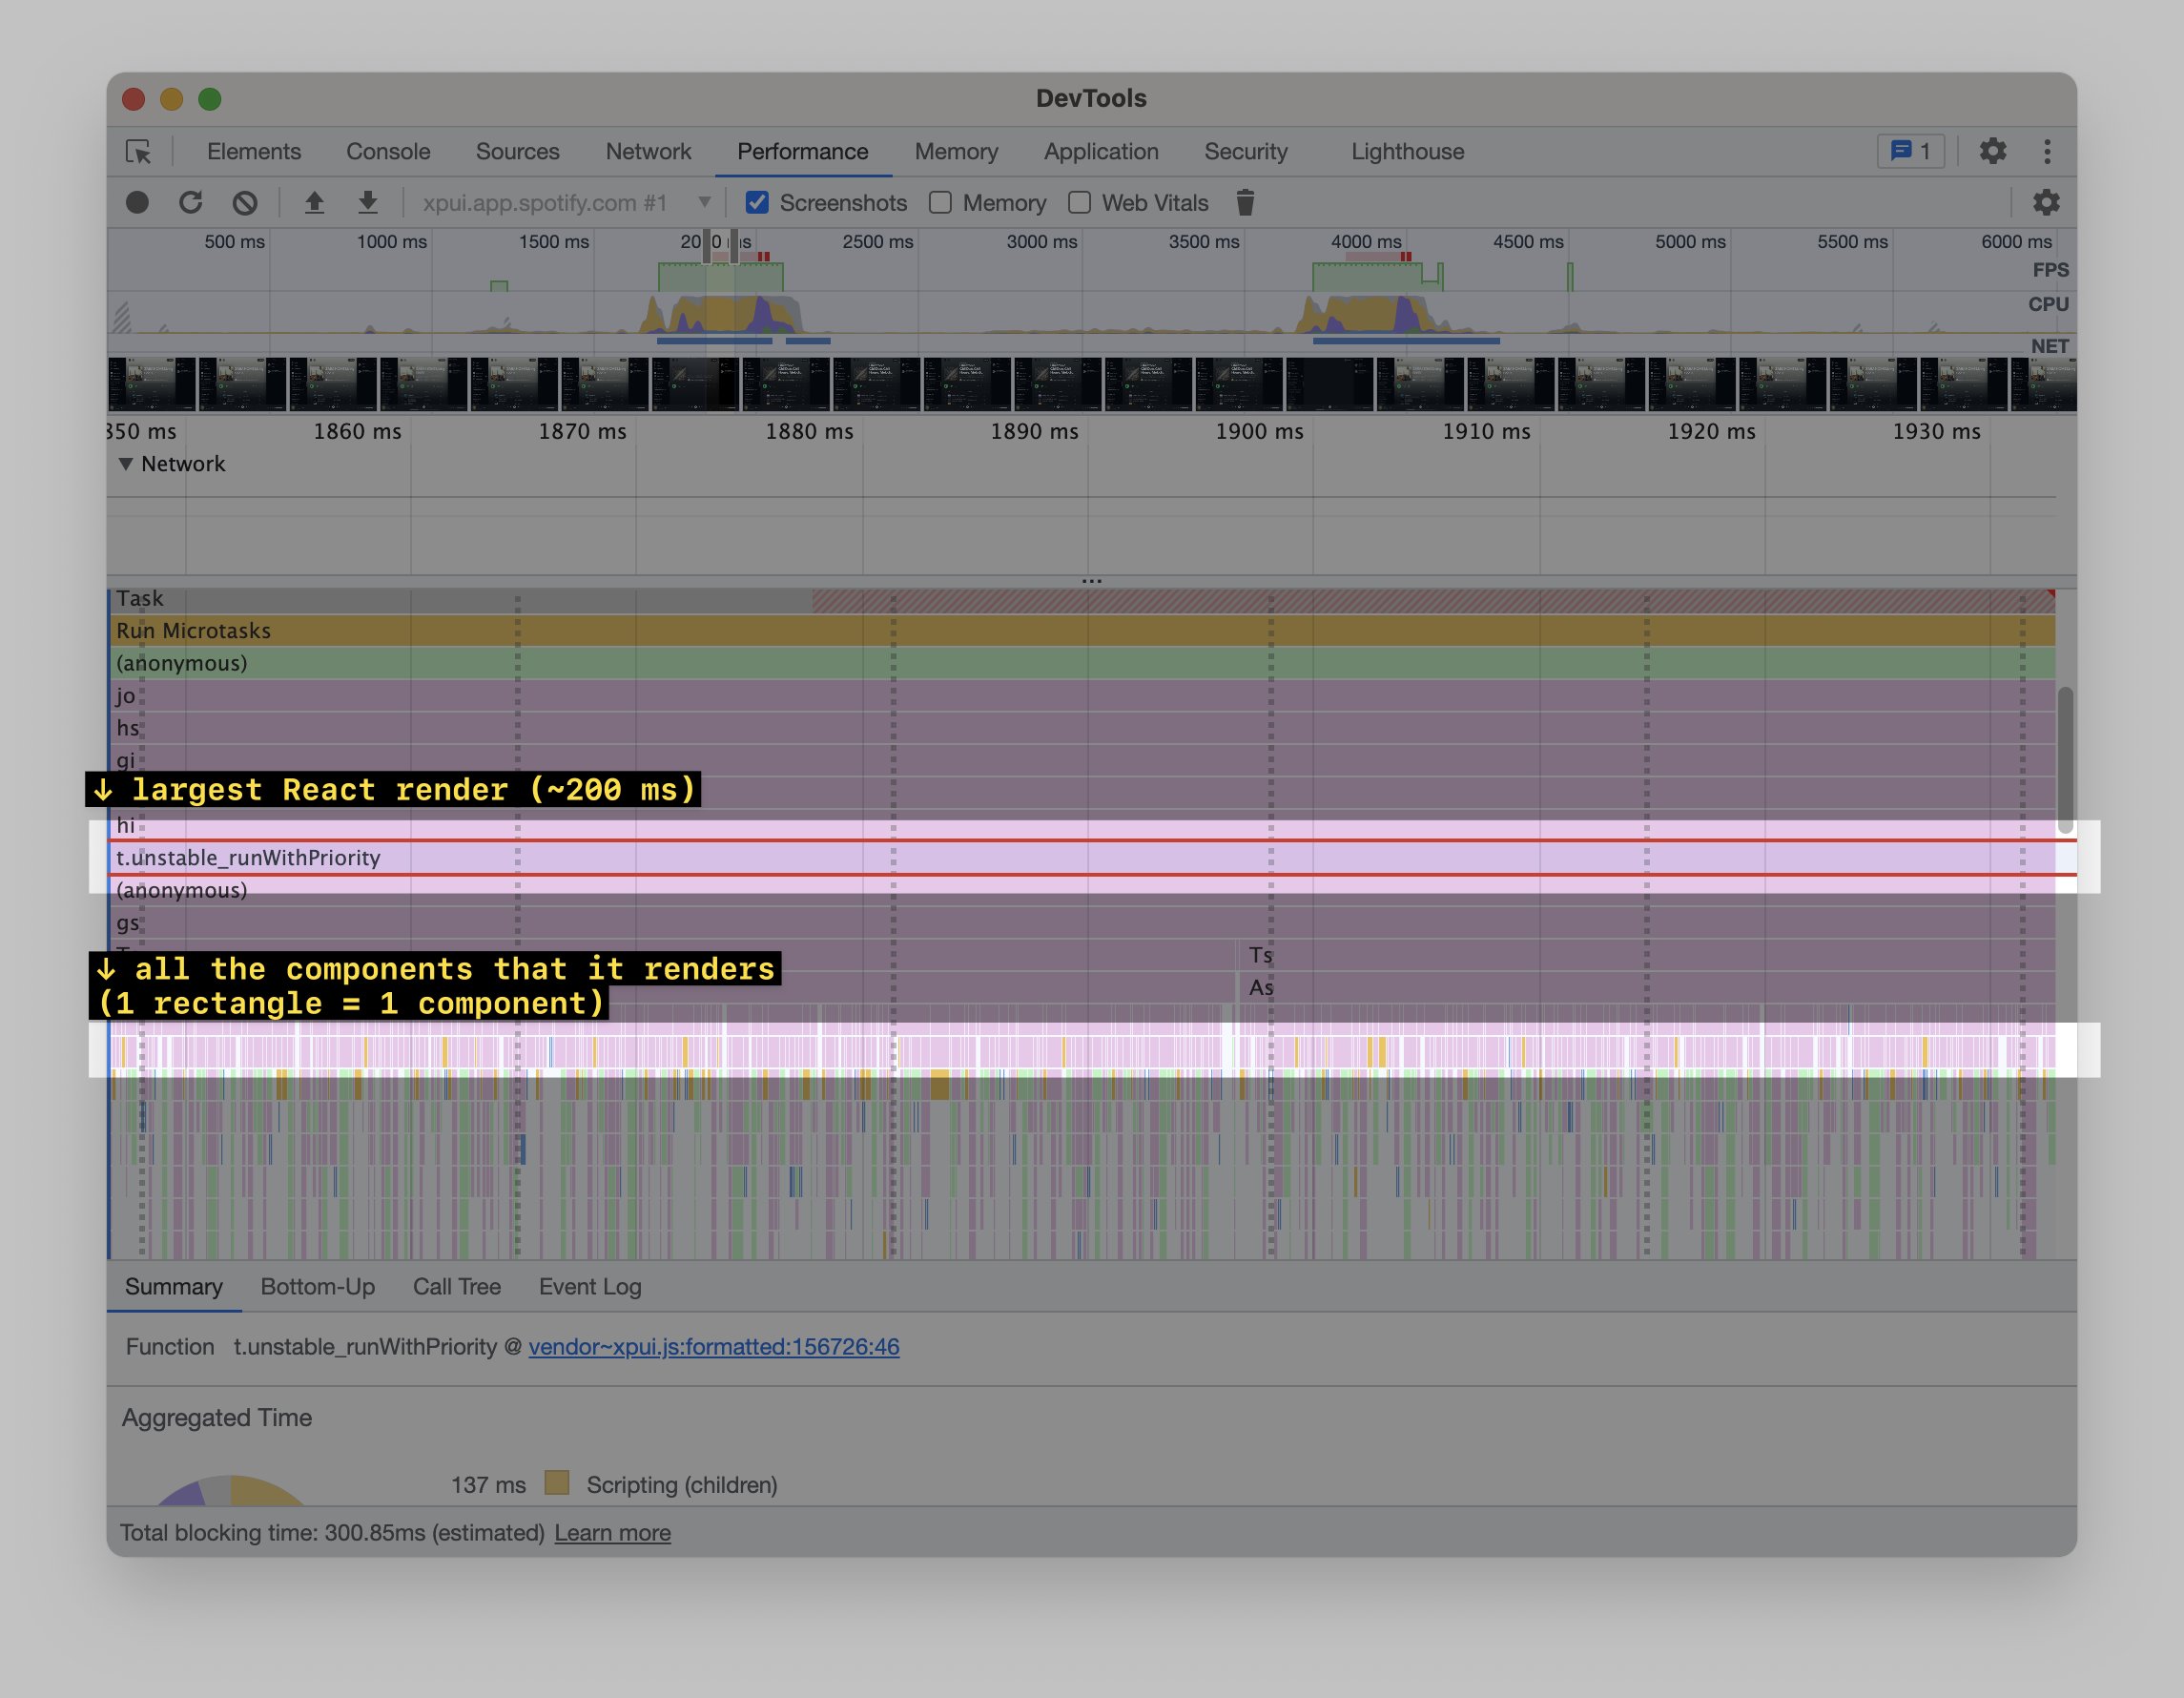 DevTools
Elements Console Sources Network Performance Memory Application Security Lighthouse 1
xpui.app.spotify.com #1 Screenshots Memory Web Vitals
500 ms 1000 ms 1500 ms 2500 ms 3000 ms 3500 ms 4000 ms 4500 ms 5000 ms 5500 ms 6000 ms
FPS
CPU
NET
850 ms 1860 ms 1870 ms 1880 ms 1890 ms 1900 ms 1910 ms 1920 ms 1930 ms
Network
...
Task
Run Microtasks
(anonymous)
jo
hs
gi
↓ largest React render (~200 ms)
hi
t.unstable_runWithPriority
(anonymous)
gs
Ts
↓ all the components that it renders
As
(1 rectangle = 1 component)
Summary Bottom-Up Call Tree Event Log
Function t.unstable_runWithPriority @ vendor~xpui.js:formatted:156726:46
Aggregated Time
137 ms Scripting (children)
Total blocking time: 300.85ms (estimated) Learn more